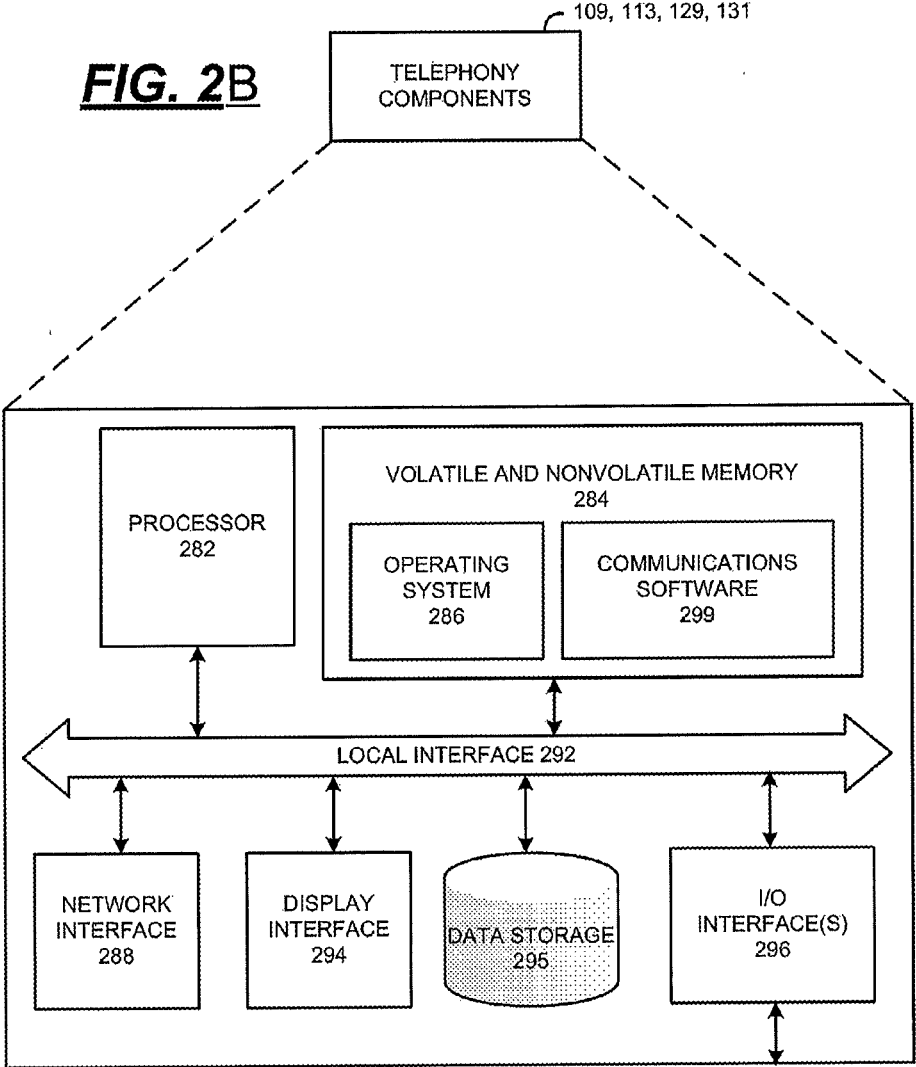 109, 113, 129, 131
FIG. 2B
TELEPHONY
COMPONENTS
PROCESSOR
282
VOLATILE AND NONVOLATILE MEMORY
284
OPERATING
SYSTEM
286
COMMUNICATIONS
SOFTWARE
299
LOCAL INTERFACE 292
NETWORK
INTERFACE
288
DISPLAY
INTERFACE
294
DATA STORAGE
295
I/O
INTERFACE(S)
296